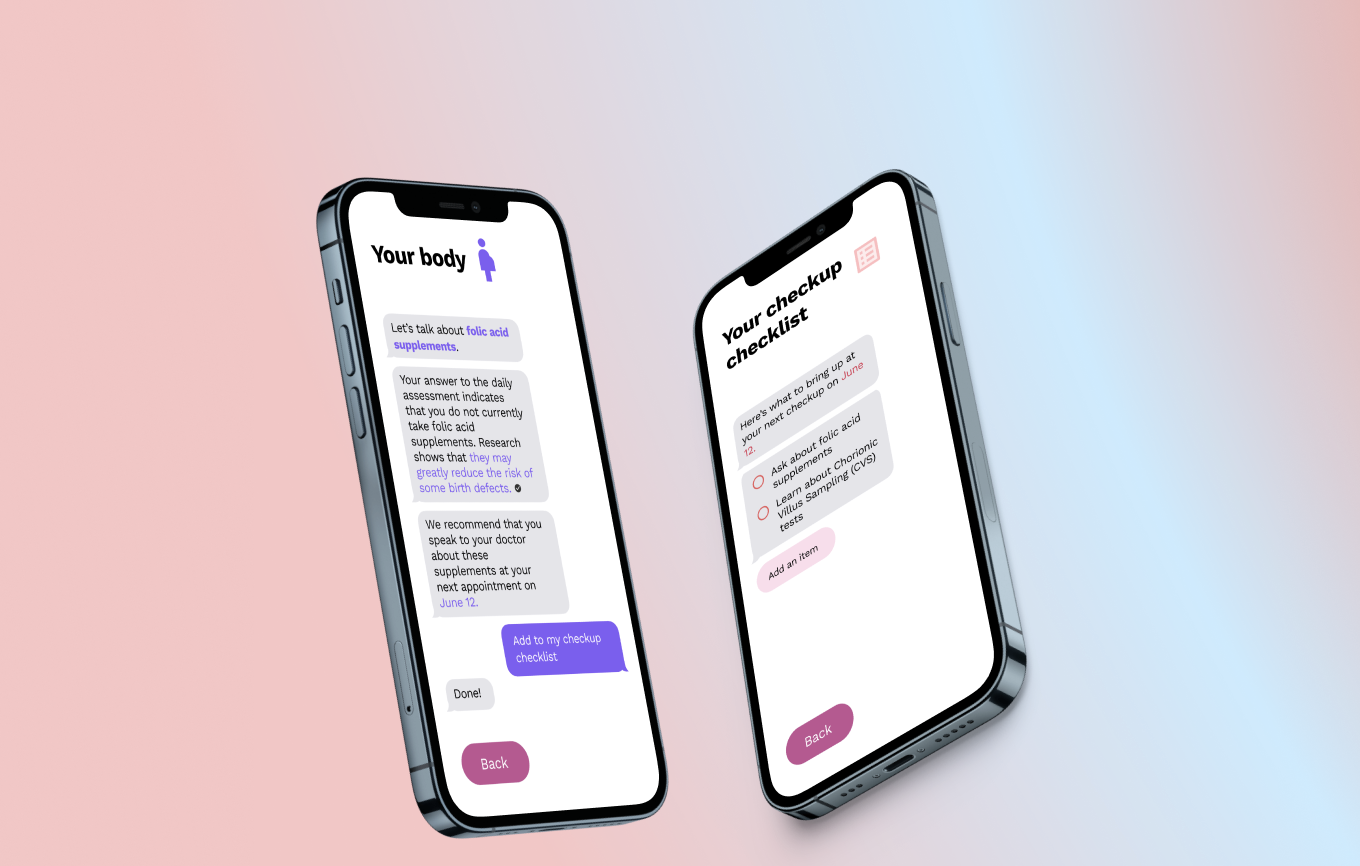 Your body
Let's talk about folic acid
supplements.
Your answer to the daily
assessment indicates
that you do not currently
take folic acid
supplements. Research
shows that they may
greatly reduce the risk of
some birth defects.
We recommend that you
speak to your doctor
about these
supplements at your
next appointment on
June 12.
Add to my checkup
checklist
Done!
Back
Your checkup
checklist
Here's what to bring up at
your next checkup on June
12.
Ask about folic acid
supplements
Learn about Chorionic
Villus Sampling (CVS)
tests
Add an item
Back